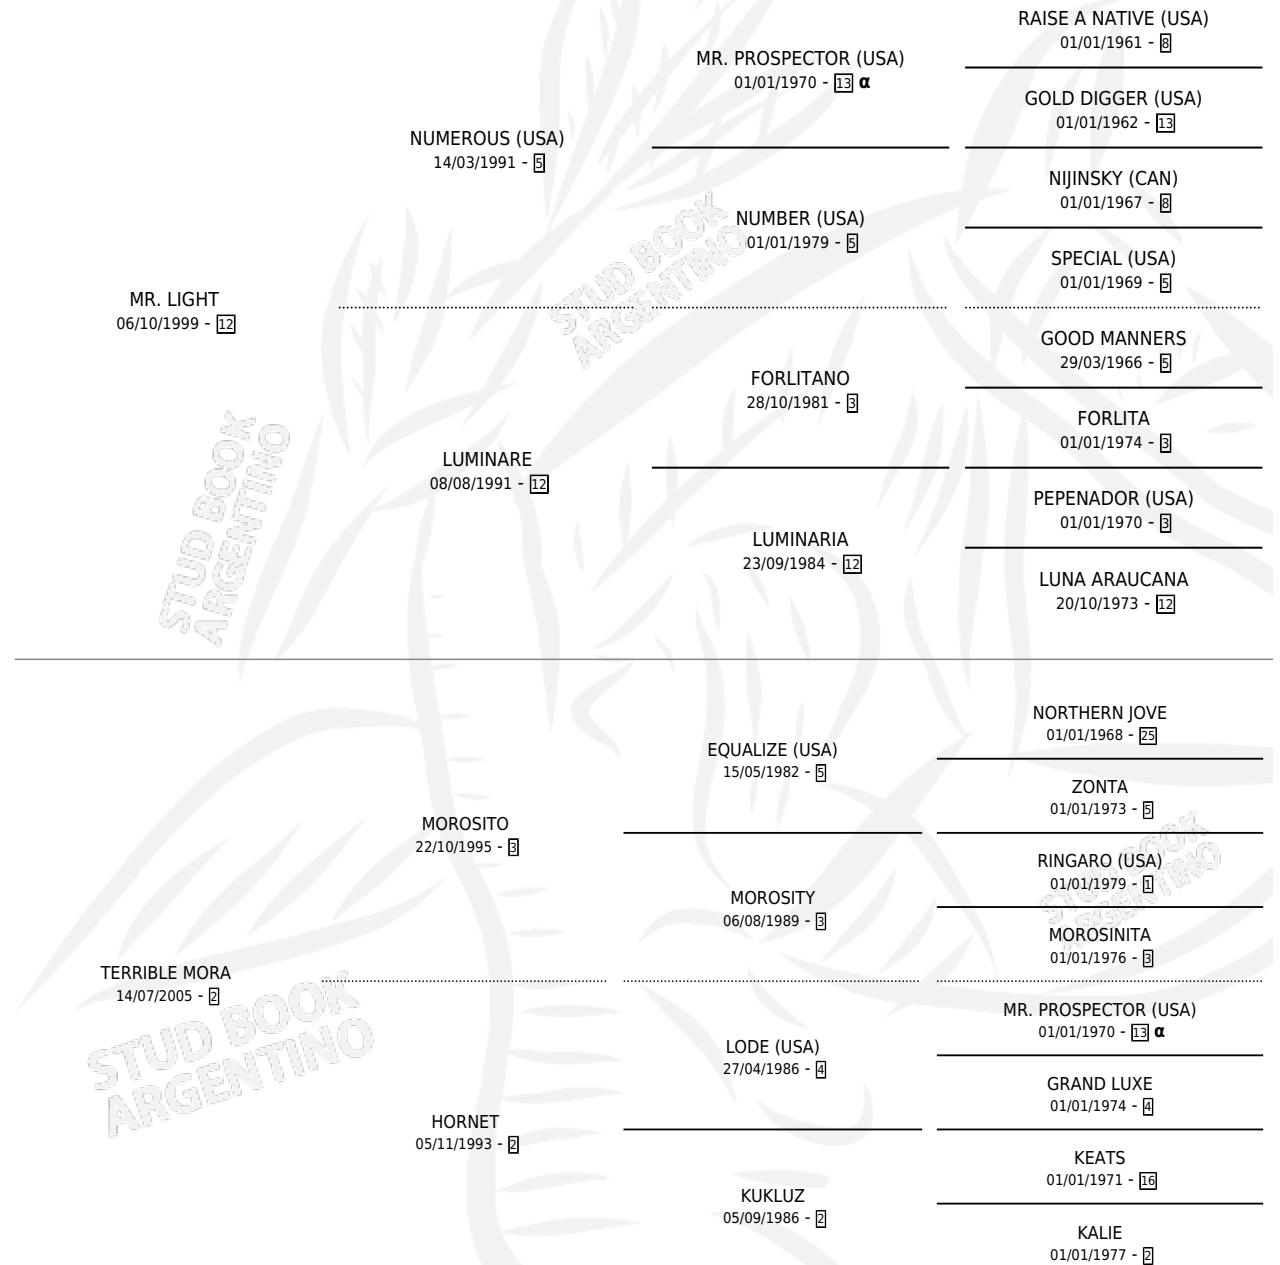 RAISE A NATIVE (USA)
01/01/1961 - 8
MR. PROSPECTOR (USA)
01/01/1970 - 13 α
GOLD DIGGER (USA)
01/01/1962 - 13
NUMEROUS (USA)
14/03/1991 - 5
NIJINSKY (CAN)
01/01/1967 - 8
NUMBER (USA)
01/01/1979 - 5
SPECIAL (USA)
01/01/1969 - 5
MR. LIGHT
06/10/1999 - 12
GOOD MANNERS
29/03/1966 - 5
FORLITANO
28/10/1981 - 3
FORLITA
01/01/1974 - 3
LUMINARE
08/08/1991 - 12
PEPENADOR (USA)
01/01/1970 - 3
LUMINARIA
23/09/1984 - 12
LUNA ARAUCANA
20/10/1973 - 12
NORTHERN JOVE
01/01/1968 - 25
EQUALIZE (USA)
15/05/1982 - 5
ZONTA
01/01/1973 - 5
MOROSITO
22/10/1995 - 3
RINGARO (USA)
01/01/1979 - 1
MOROSITY
06/08/1989 - 3
MOROSINITA
01/01/1976 - 3
TERRIBLE MORA
14/07/2005 - 2
MR. PROSPECTOR (USA)
01/01/1970 - 13 α
LODE (USA)
27/04/1986 - 4
GRAND LUXE
01/01/1974 - 4
HORNET
05/11/1993 - 2
KEATS
01/01/1971 - 16
KUKLUZ
05/09/1986 - 2
KALIE
01/01/1977 - 2
STUD BOOK
ARGENTINO
STUD BOOK
ARGENTINO
STUD BOOK
ARGENTINO
STUD BOOK
ARGENTINO